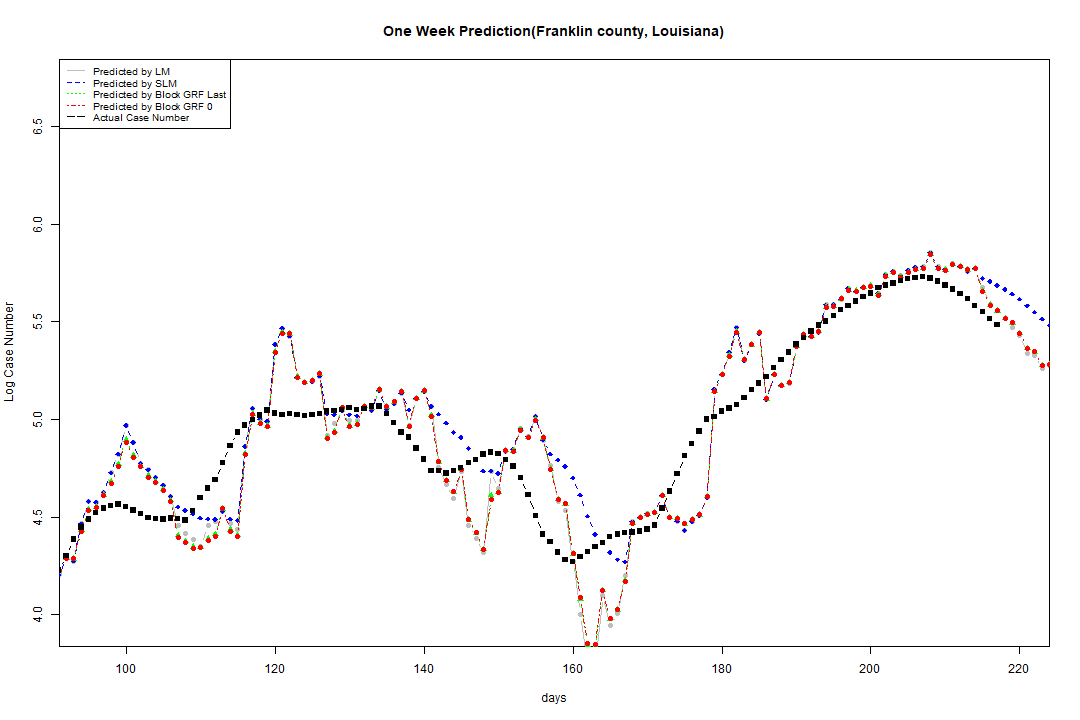 One Week Prediction(Franklin county, Louisiana)
Predicted by LM
Predicted by SLM
Predicted by Block GRF Last
Predicted by Block GRF 0
Actual Case Number
Log Case Number
6.5
6.0
5.5
5.0
4.5
4.0
100 120 140 160 180 200 220
days